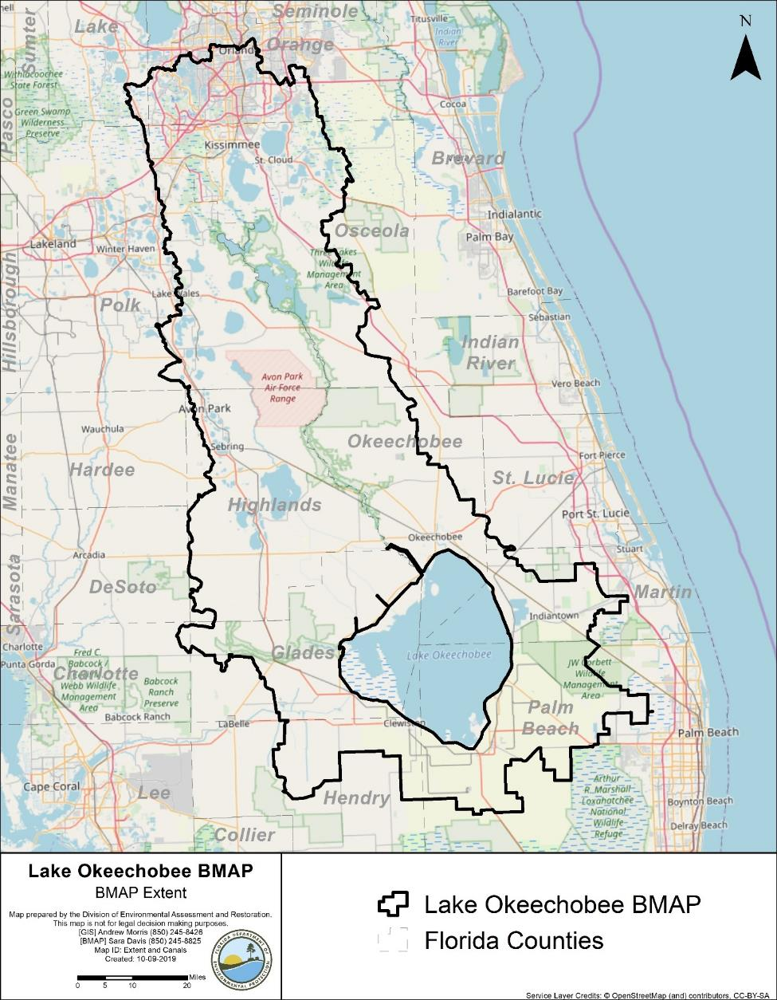 nell
Sumter
Lake
Seminole
Titusville
Indian
River
N
Orland
Orange
Withlacoochee
State Forest
Pasco
Green Swamp
Wilderness
Preserve
Cocoa
Kissimmee
St. Cloud
Brevard
Indialantic
Osceola
Palm Bay
Lakeland
Winter Haven
Three Lakes
Wildlife
Management
Area
Hillsborough
Lake Wales
Barefoot Bay
Polk
Sebastian
Indian
River
Avon Park
Air Force
Range
Vero Beach
Avon Park
Wauchula
Okeechobee
Sebring
Fort Pierce
Manatee
Hardee
St. Lucie
Highlands
Port St. Lucie
Okeechobee
Arcadia
Stuart
Sarasota
DeSoto
Martin
Indiantown
Charlotte
Punta Gorda
Fred C.
Babcock /
Webb Wildlife
Management
Area
Charlotte
Glades
Lake Okeechobee
JW Corbett
Wildlife
Management
Area
Babcock
Ranch
Preserve
Babcock Ranch
LaBelle
Clewiston
Palm
Beach
Palm Beach
Cape Coral
Lee
Hendry
Arthur
R. Marshall
Loxahatchee
National
Wildlife
Refuge
Boynton Beach
Delray Beach
Collier
Lake Okeechobee BMAP
BMAP Extent
Map prepared by the Division of Environmental Assessment and Restoration.
This map is not for legal decision making purposes.
[GIS] Andrew Morris (850) 245-8426
[BMAP] Sara Davis (850) 245-8825
Map ID: Extent and Canals
Created: 10-09-2019
Miles
0 5 10 20
FLORIDA DEPARTMENT OF
ENVIRONMENTAL PROTECTION
Lake Okeechobee BMAP
Florida Counties
Service Layer Credits: © OpenStreetMap (and) contributors, CC-BY-SA